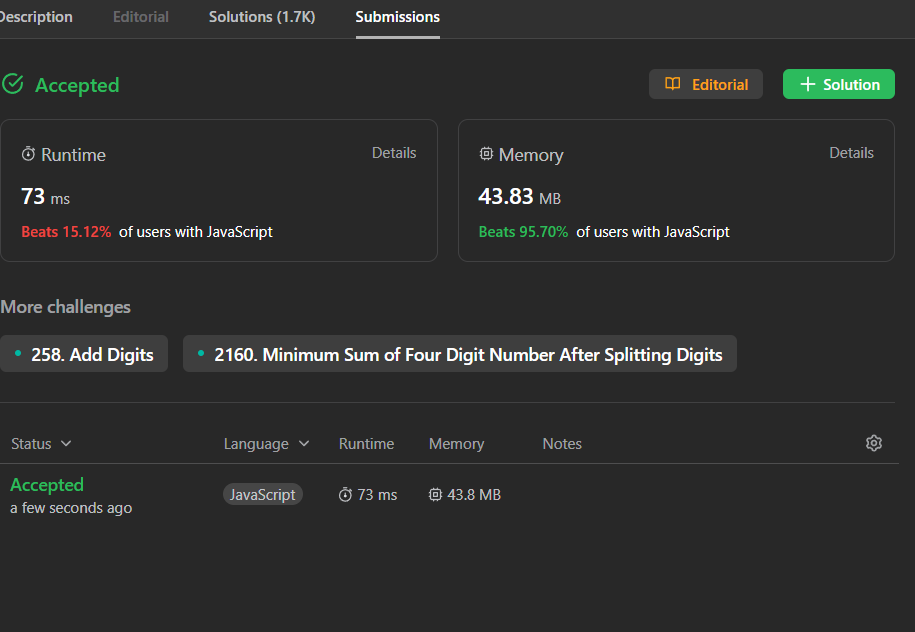 Description Editorial Solutions (1.7K) Submissions
Accepted
Editorial
Solution
Runtime Details
73 ms
Beats 15.12% of users with JavaScript
Memory Details
43.83 MB
Beats 95.70% of users with JavaScript
More challenges
258. Add Digits
2160. Minimum Sum of Four Digit Number After Splitting Digits
Status Language Runtime Memory Notes
Accepted
a few seconds ago
JavaScript 73 ms 43.8 MB